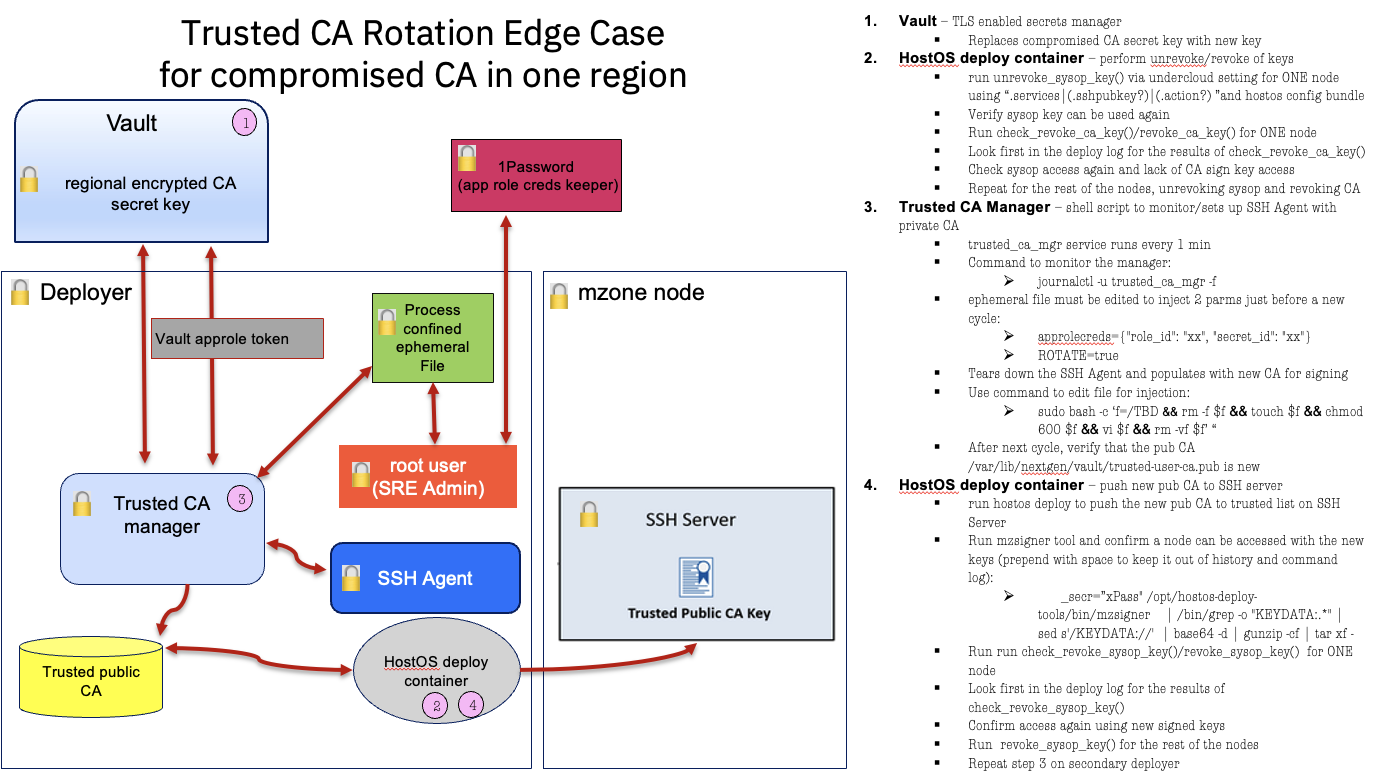 Trusted CA Rotation Edge Case
for compromised CA in one region
Vault
1
regional encrypted CA
secret key
1Password
(app role creds keeper)
Deployer
mzone node
Vault approle token
Process
confined
ephemeral
File
root user
(SRE Admin)
Trusted CA
manager
3
SSH Agent
SSH Server
Trusted Public CA Key
Trusted public
CA
HostOS deploy
container
2
4
1. Vault – TLS enabled secrets manager
▪ Replaces compromised CA secret key with new key
2. HostOS deploy container – perform unrevoke/revoke of keys
▪ run unrevoke_sysop_key() via undercloud setting for ONE node
using “.services|(.sshpubkey?)|(.action?) ”and hostos config bundle
▪ Verify sysop key can be used again
▪ Run check_revoke_ca_key()/revoke_ca_key() for ONE node
▪ Look first in the deploy log for the results of check_revoke_ca_key()
▪ Check sysop access again and lack of CA sign key access
▪ Repeat for the rest of the nodes, unrevoking sysop and revoking CA
3. Trusted CA Manager – shell script to monitor/sets up SSH Agent with
private CA
▪ trusted_ca_mgr service runs every 1 min
▪ Command to monitor the manager:
➢ journalctl -u trusted_ca_mgr -f
▪ ephemeral file must be edited to inject 2 parms just before a new
cycle:
➢ approlecreds={"role_id": "xx", "secret_id": "xx"}
➢ ROTATE=true
▪ Tears down the SSH Agent and populates with new CA for signing
▪ Use command to edit file for injection:
➢ sudo bash -c ‘f=/TBD && rm -f $f && touch $f && chmod
600 $f && vi $f && rm -vf $f’ “
▪ After next cycle, verify that the pub CA
/var/lib/nextgen/vault/trusted-user-ca.pub is new
4. HostOS deploy container – push new pub CA to SSH server
▪ run hostos deploy to push the new pub CA to trusted list on SSH
Server
▪ Run mzsigner tool and confirm a node can be accessed with the new
keys (prepend with space to keep it out of history and command
log):
➢ _secr=”xPass" /opt/hostos-deploy-
tools/bin/mzsigner | /bin/grep -o "KEYDATA:.*" |
sed s'/KEYDATA://' | base64 -d | gunzip -cf | tar xf -
▪ Run run check_revoke_sysop_key()/revoke_sysop_key() for ONE
node
▪ Look first in the deploy log for the results of
check_revoke_sysop_key()
▪ Confirm access again using new signed keys
▪ Run revoke_sysop_key() for the rest of the nodes
▪ Repeat step 3 on secondary deployer